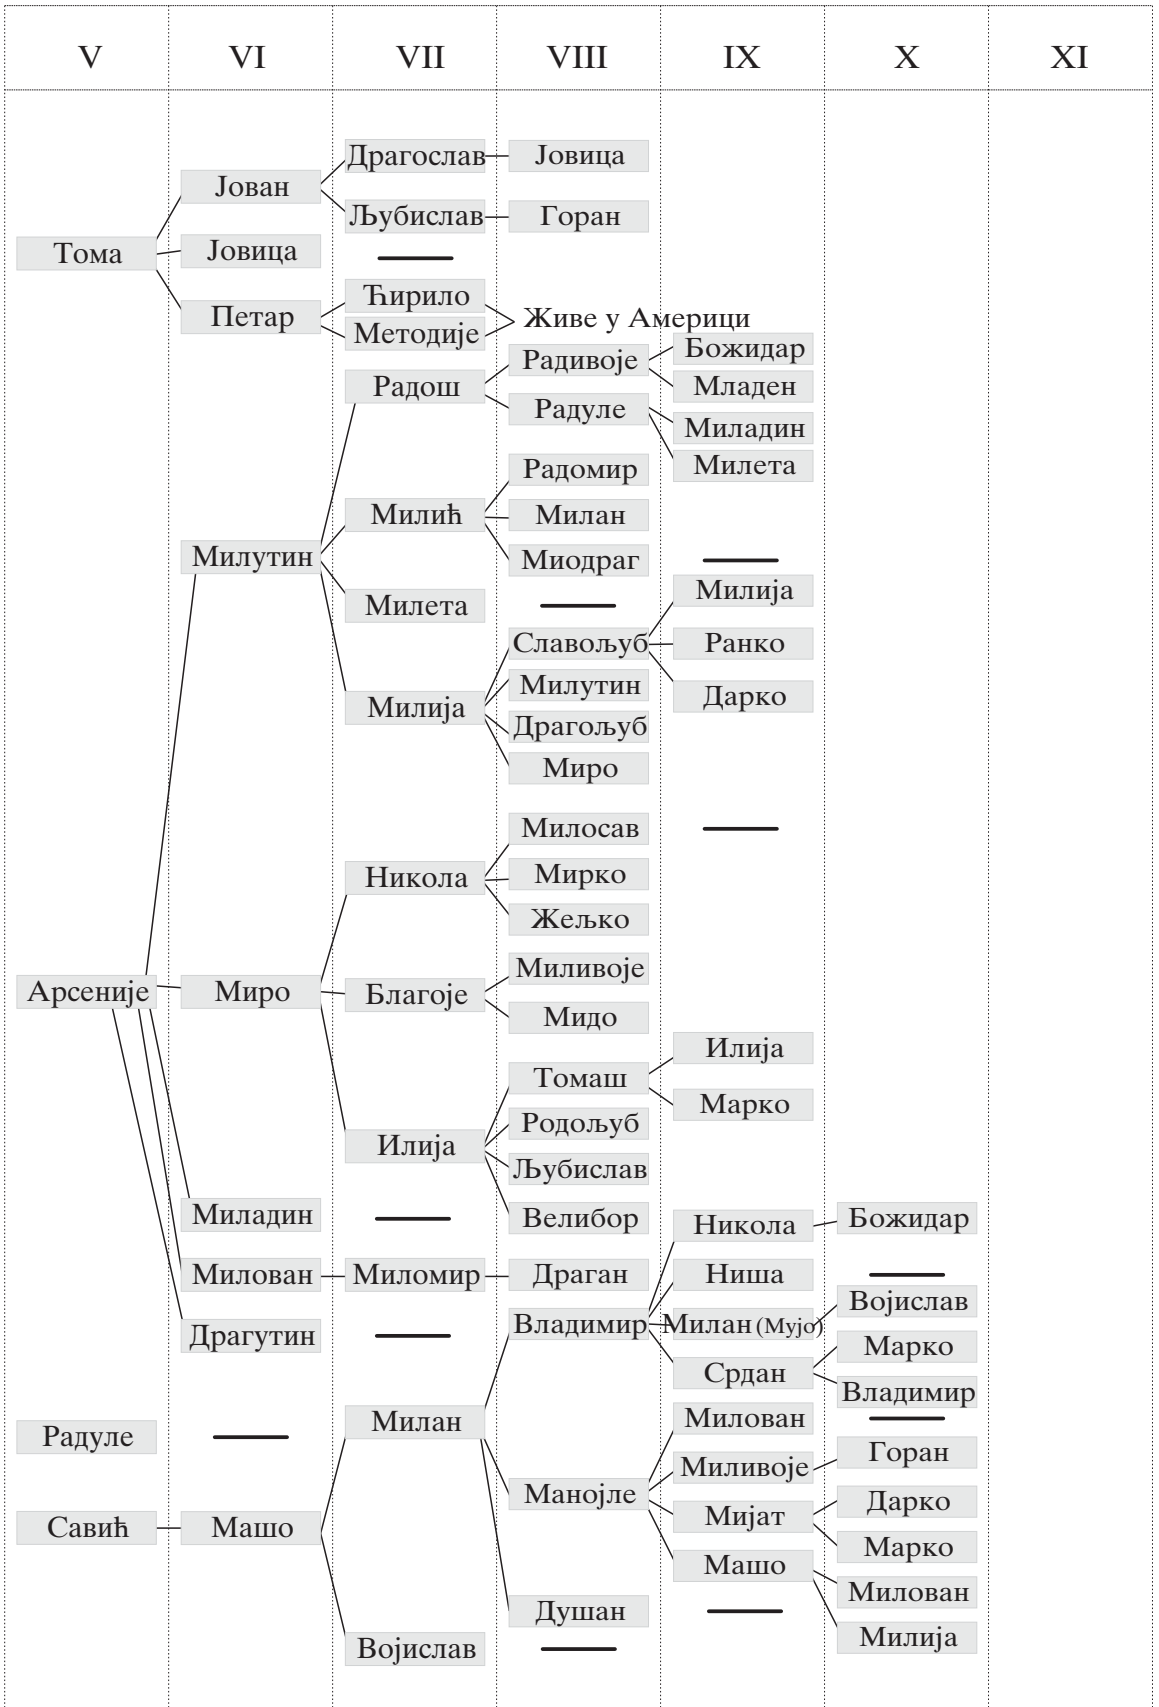 V VI VII VIII IX X XI
Драгослав Јовица
Јован
Љубислав Горан
Тома Јовица
Ћирило
Петар Живе у Америци
Методије
Божидар
Радивоје
Радош Младен
Радуле
Миладин
Милета
Радомир
Милић Милан
Милутин Миодраг
Милија
Милета
Славољуб Ранко
Милутин
Милија Дарко
Драгољуб
Миро
Милосав
Никола Мирко
Жељко
Миливоје
Арсеније Миро Благоје
Мидо
Илија
Томаш
Марко
Родољуб
Илија
Љубислав
Миладин Велибор
Никола Божидар
Милован Миломир Драган Ниша
Војислав
Драгутин Владимир Милан (Мујо)
Марко
Срдан
Владимир
Милан Милован
Радуле
Горан
Миливоје
Манојле
Дарко
Савић Машо Мијат
Марко
Машо
Милован
Душан
Милија
Војислав